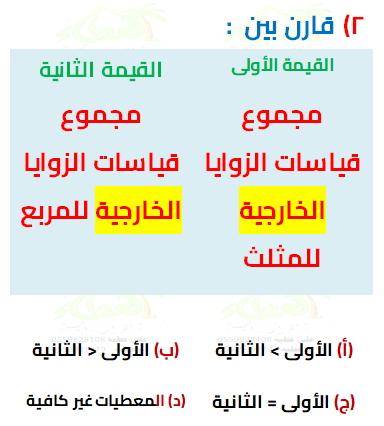 ٢) قارن بين :
القيمة الأولى
القيمة الثانية
مجموع
قياسات الزوايا
الخارجية
للمثلث
مجموع
قياسات الزوايا
الخارجية للمربع
(أ) الأولى > الثانية
(ب) الأولى < الثانية
(ج) الأولى = الثانية
(د) المعطيات غير كافية